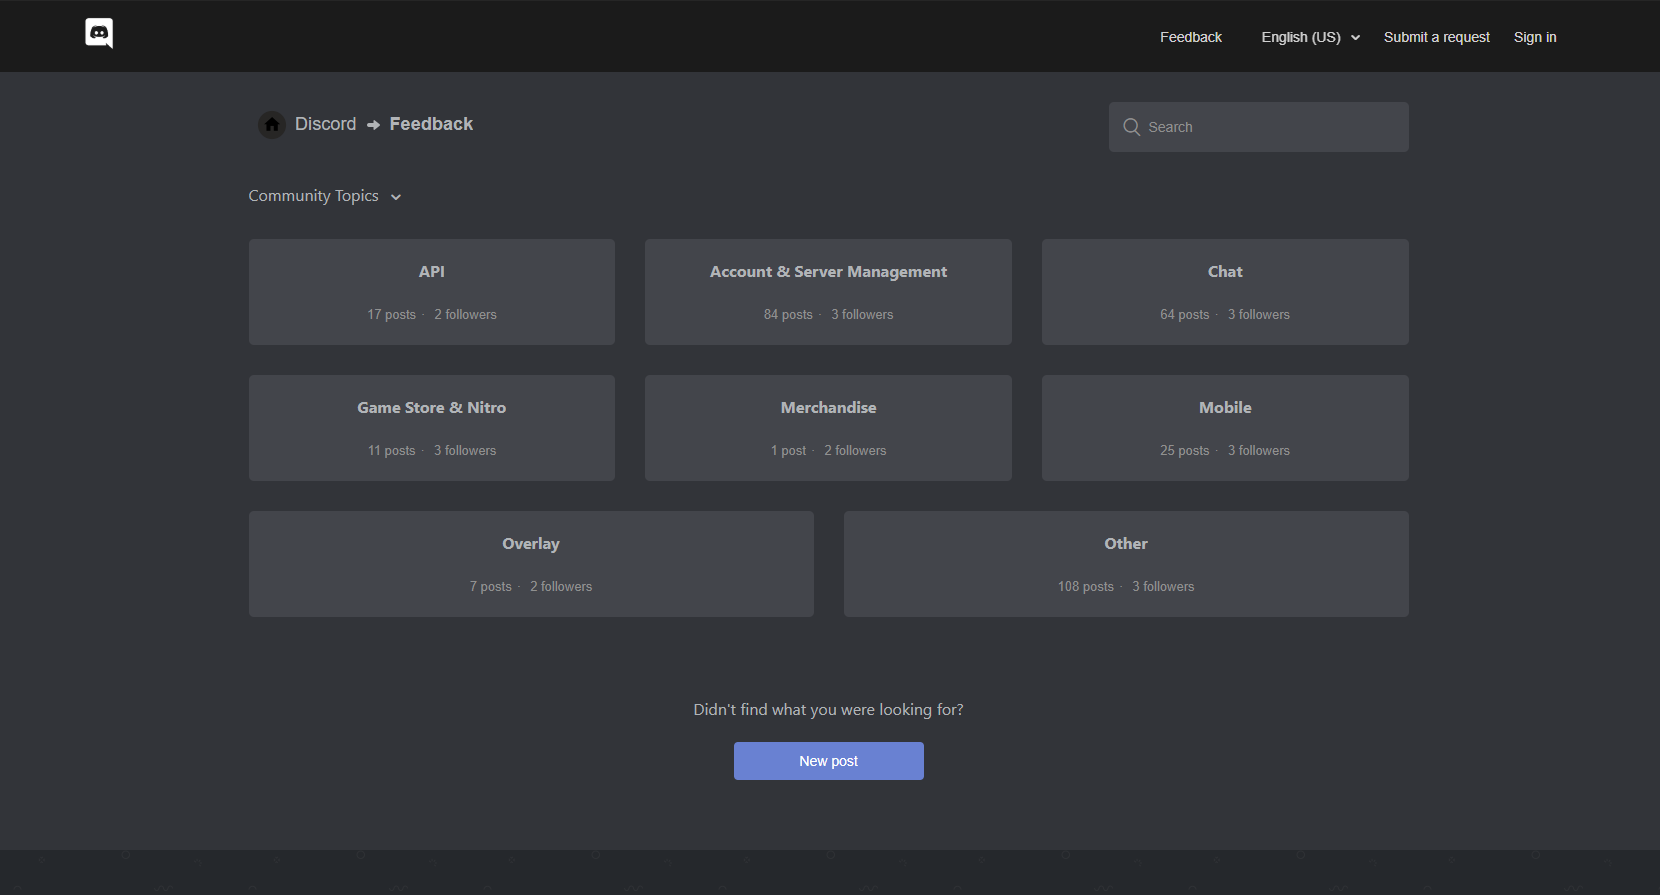 Feedback English (US) Submit a request Sign in
Discord Feedback
Search
Community Topics
API
17 posts · 2 followers
Account & Server Management
84 posts · 3 followers
Chat
64 posts · 3 followers
Game Store & Nitro
11 posts · 3 followers
Merchandise
1 post · 2 followers
Mobile
25 posts · 3 followers
Overlay
7 posts · 2 followers
Other
108 posts · 3 followers
Didn't find what you were looking for?
New post